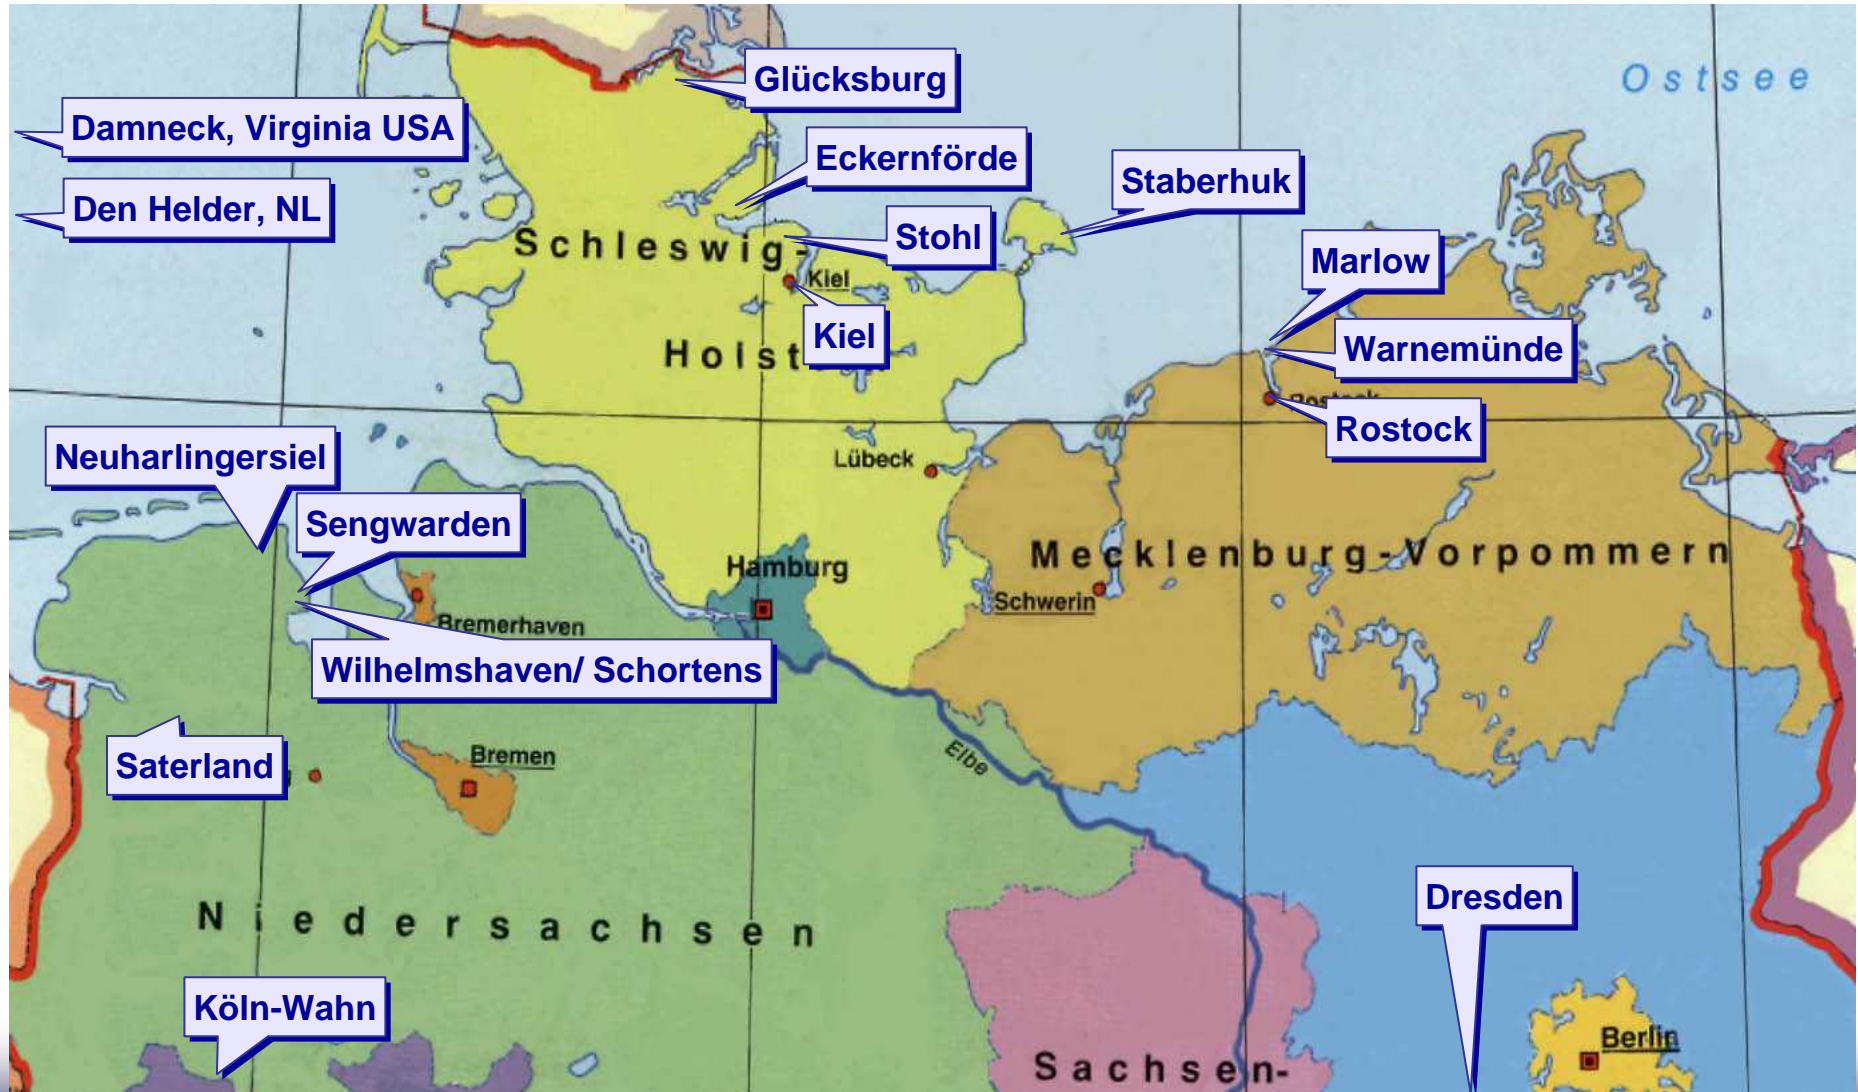 Glücksburg
Ostsee
Damneck, Virginia USA
Eckernförde
Staberhuk
Den Helder, NL
Stohl
Schleswig-
Marlow
Kiel
Kiel
Warnemünde
Rostock
Neuharlingersiel
Lübeck
Sengwarden
Mecklenburg-Vorpommern
Hamburg
Schwerin
Bremerhaven
Wilhelmshaven/ Schortens
Elbe
Bremen
Saterland
Dresden
Niedersachsen
Köln-Wahn
Berlin
Sachsen-